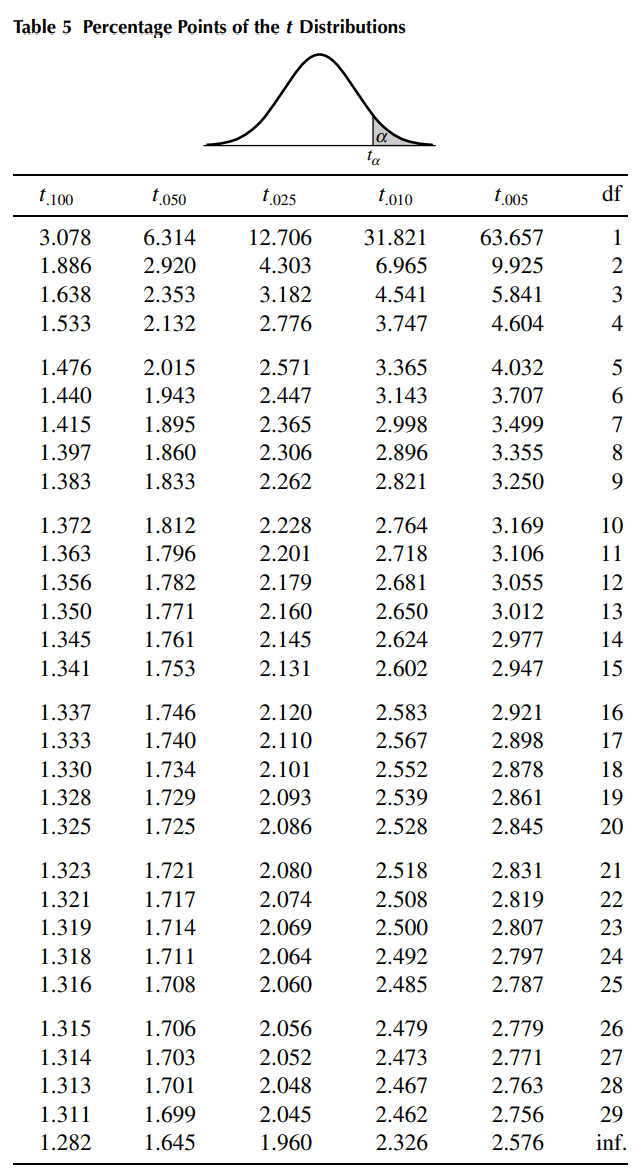 Table 5 Percentage Points of the t Distributions
α
tα
t.100 t.050 t.025 t.010 t.005 df
3.078 6.314 12.706 31.821 63.657 1
1.886 2.920 4.303 6.965 9.925 2
1.638 2.353 3.182 4.541 5.841 3
1.533 2.132 2.776 3.747 4.604 4
1.476 2.015 2.571 3.365 4.032 5
1.440 1.943 2.447 3.143 3.707 6
1.415 1.895 2.365 2.998 3.499 7
1.397 1.860 2.306 2.896 3.355 8
1.383 1.833 2.262 2.821 3.250 9
1.372 1.812 2.228 2.764 3.169 10
1.363 1.796 2.201 2.718 3.106 11
1.356 1.782 2.179 2.681 3.055 12
1.350 1.771 2.160 2.650 3.012 13
1.345 1.761 2.145 2.624 2.977 14
1.341 1.753 2.131 2.602 2.947 15
1.337 1.746 2.120 2.583 2.921 16
1.333 1.740 2.110 2.567 2.898 17
1.330 1.734 2.101 2.552 2.878 18
1.328 1.729 2.093 2.539 2.861 19
1.325 1.725 2.086 2.528 2.845 20
1.323 1.721 2.080 2.518 2.831 21
1.321 1.717 2.074 2.508 2.819 22
1.319 1.714 2.069 2.500 2.807 23
1.318 1.711 2.064 2.492 2.797 24
1.316 1.708 2.060 2.485 2.787 25
1.315 1.706 2.056 2.479 2.779 26
1.314 1.703 2.052 2.473 2.771 27
1.313 1.701 2.048 2.467 2.763 28
1.311 1.699 2.045 2.462 2.756 29
1.282 1.645 1.960 2.326 2.576 inf.